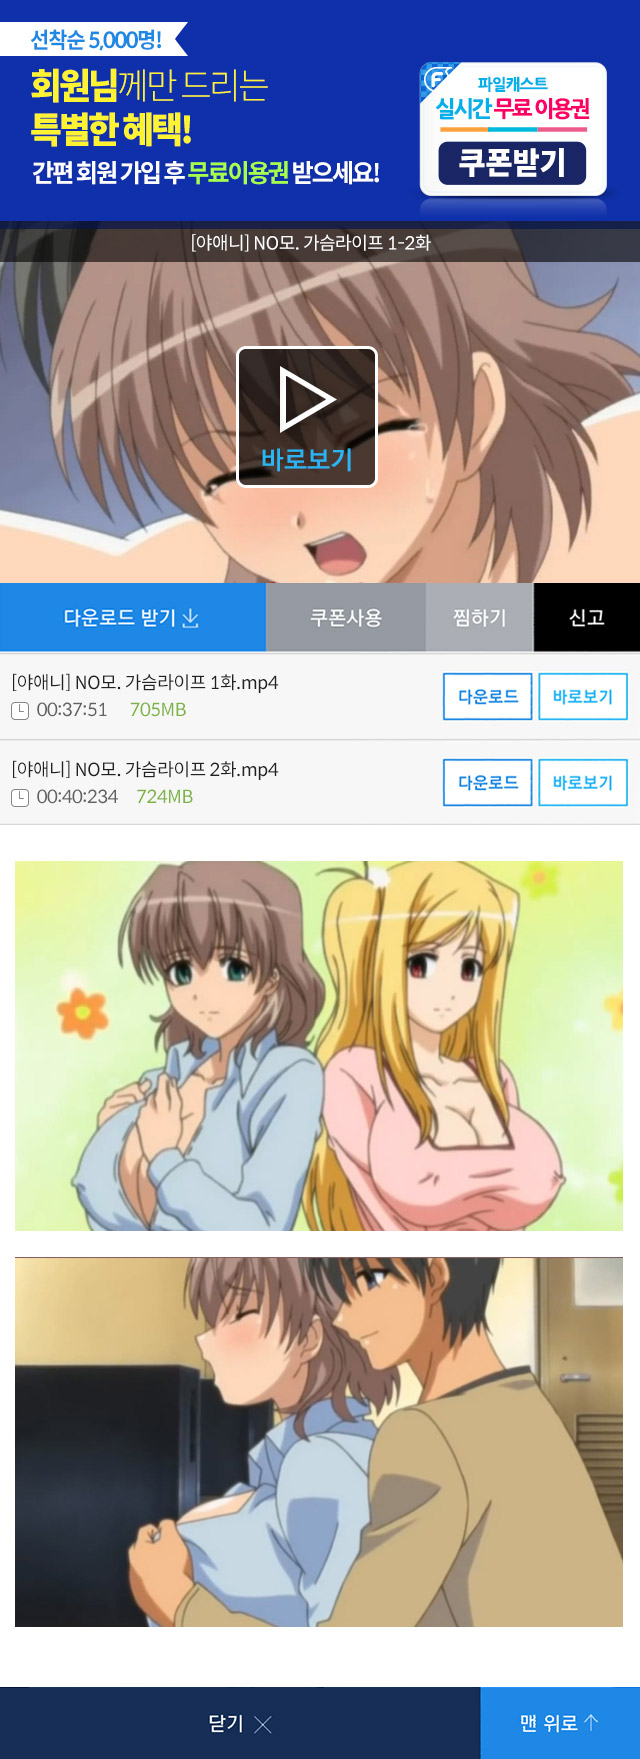 선착순 5,000명!
회원님께만 드리는
특별한 혜택!
간편 회원 가입 후 무료이용권 받으세요!
파일캐스트
실시간 무료 이용권
쿠폰받기
[야애니] NO모. 가슴라이프 1-2화
바로보기
다운로드 받기
쿠폰사용
찜하기
신고
[야애니] NO모. 가슴라이프 1화.mp4
00:37:51 705MB
다운로드
바로보기
[야애니] NO모. 가슴라이프 2화.mp4
00:40:234 724MB
다운로드
바로보기
닫기
맨 위로